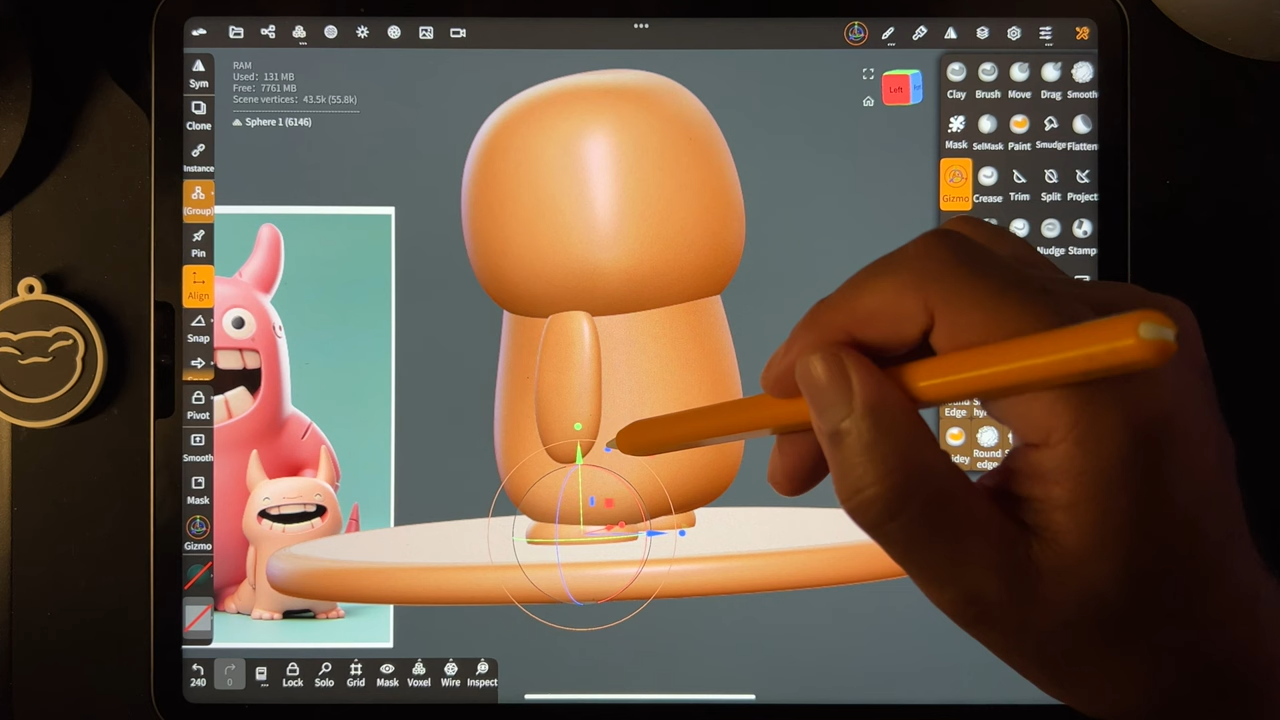 Sym
Clone
Instance
(Group)
Pin
Align
Snap
Pivot
Smooth
Mask
Gizmo
RAM
Used: 131 MB
Free: 7761 MB
Scene vertices: 43.5k (55.8k)
Sphere 1 (6146)
Left
Clay Brush Move Drag Smooth
Mask SelMask Paint Smudge Flatten
Gizmo Crease Trim Split Project
Nudge Stamp
Edge
Round
edge
240 0 Lock Solo Grid Mask Voxel Wire Inspect